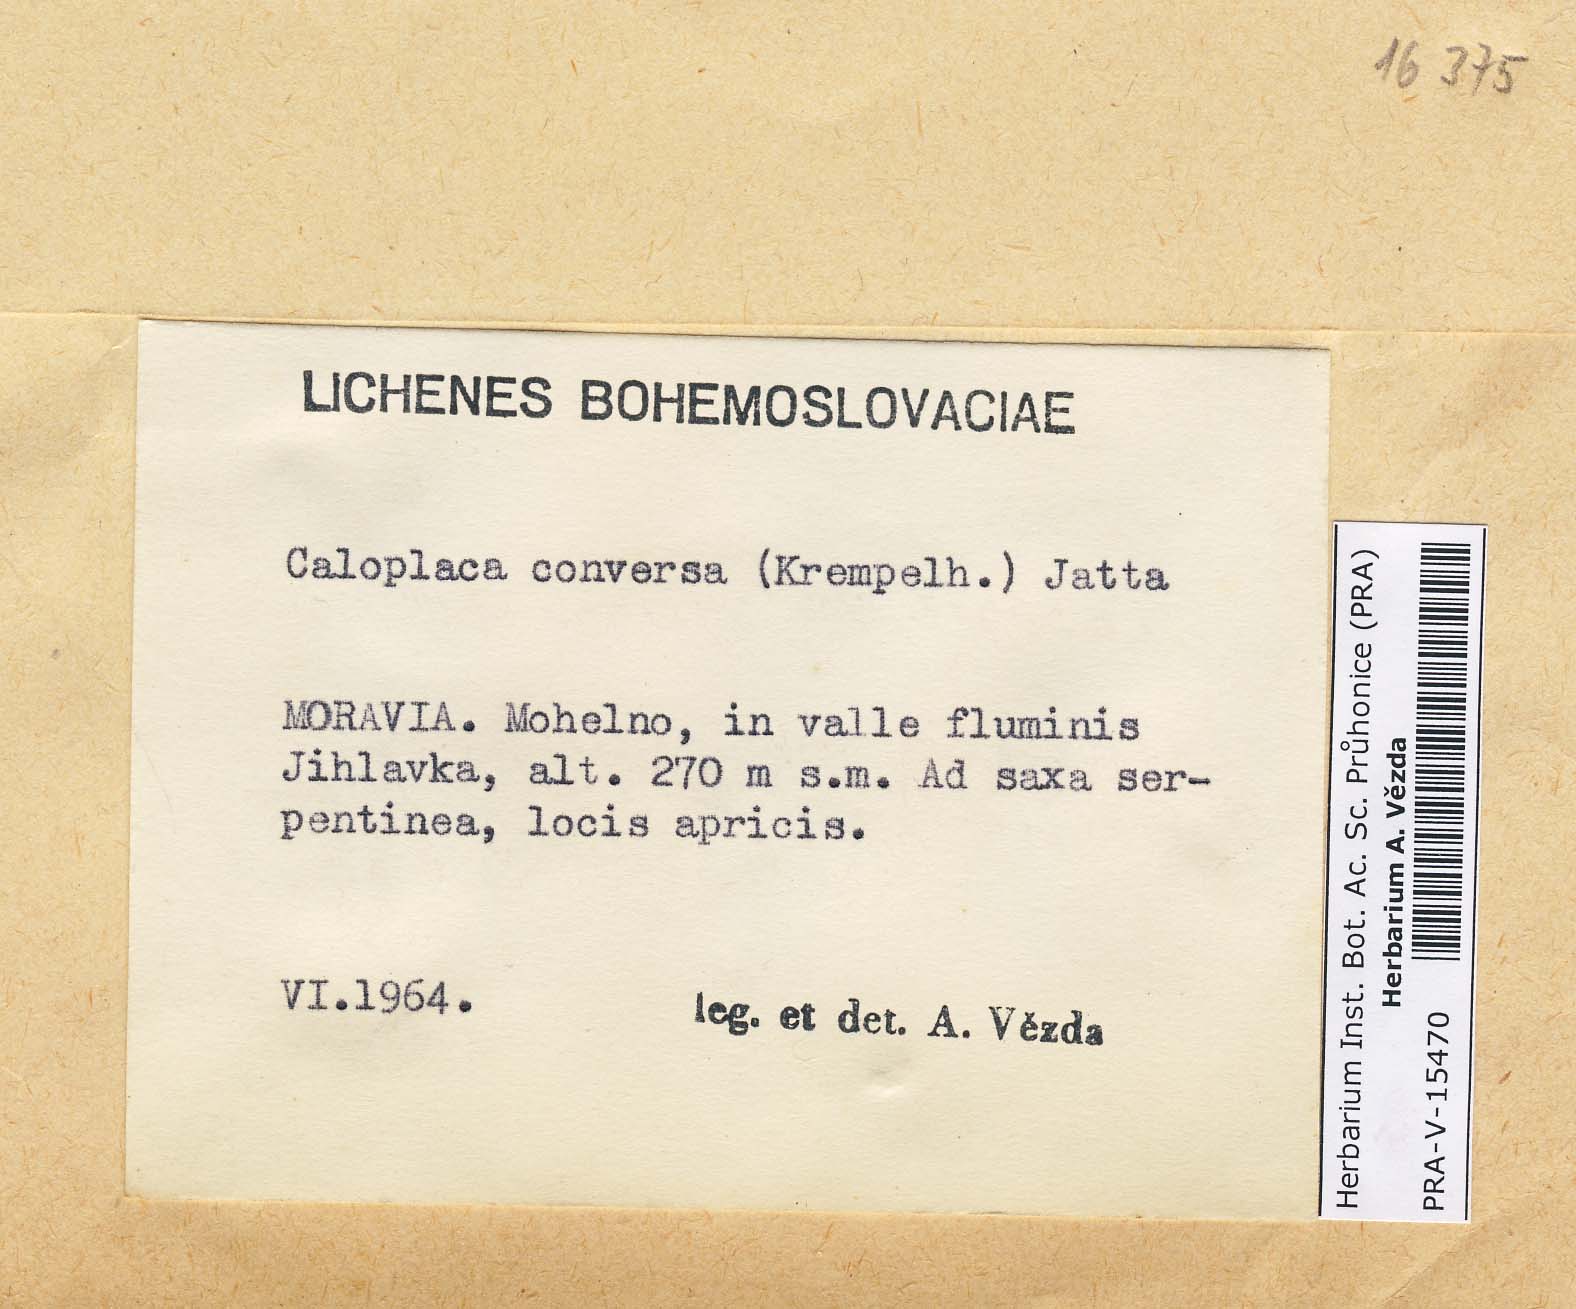 16 375
LICHENES BOHEMOSLOVACIAE
Caloplaca conversa (Krempelh.) Jatta
MORAVIA. Mohelno, in valle fluminis
Jihlavka, alt. 270 m s.m. Ad saxa ser-
pentinea, locis apricis.
VI.1964.
leg. et det. A. Vězda
Herbarium Inst. Bot. Ac. Sc. Průhonice (PRA)
Herbarium A. Vězda
PRA-V-15470